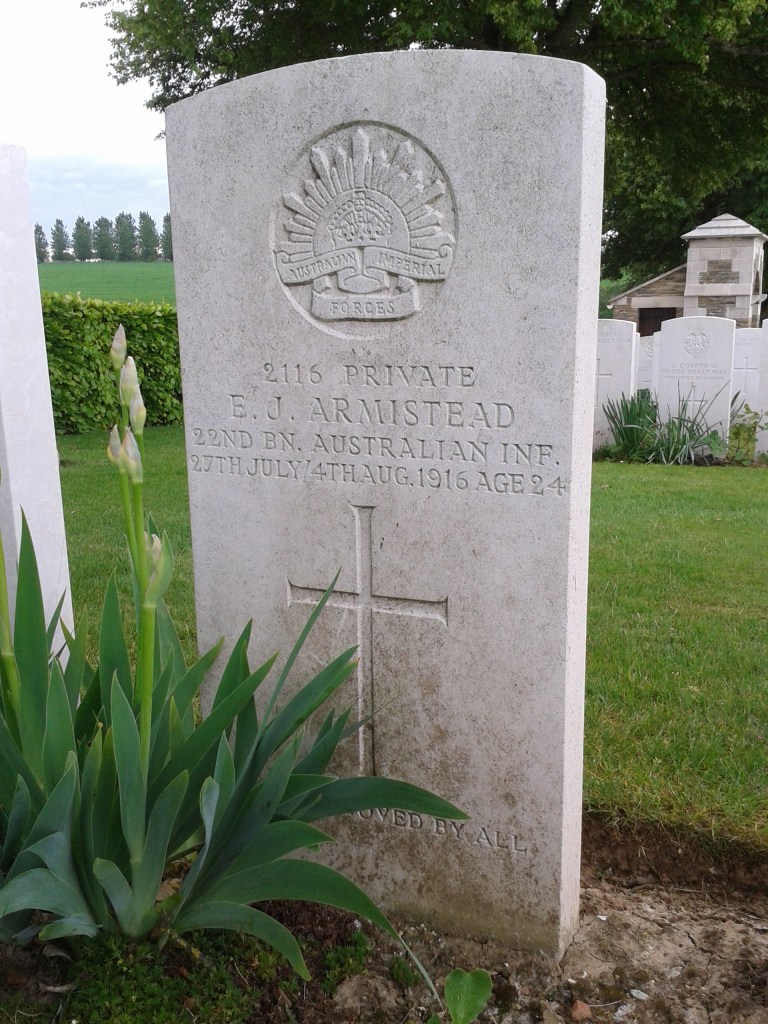 AUSTRALIAN IMPERIAL
FORCES
2116 PRIVATE
E. J. ARMISTEAD
22ND BN. AUSTRALIAN INF.
27TH JULY/4TH AUG. 1916 AGE 24
OVED BY ALL